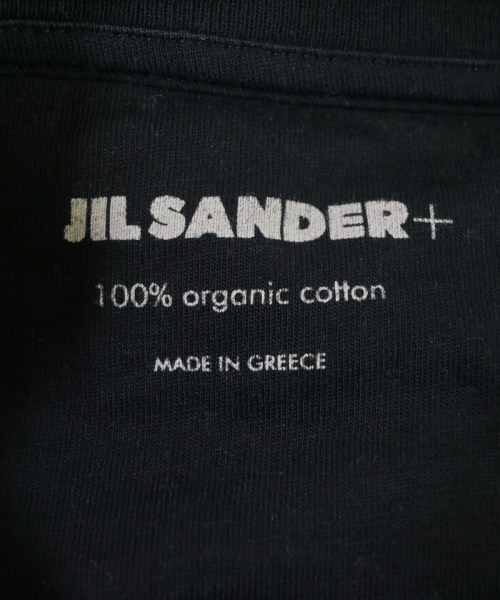 JIL SANDER+
100% organic cotton
MADE IN GREECE